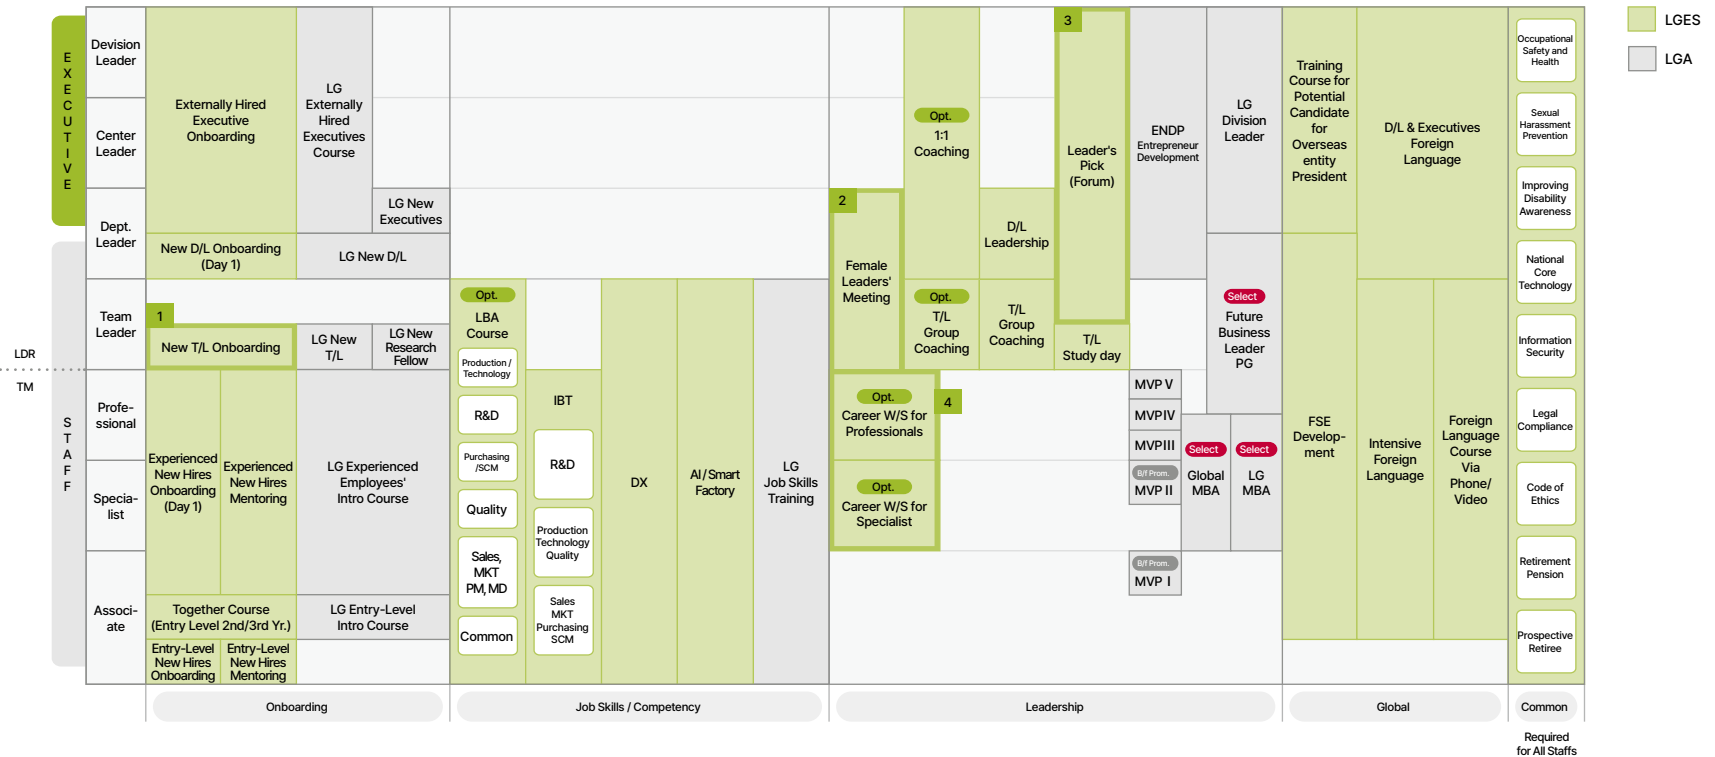 EXECUTIVE
STAFF
LDR
TM
Devision
Leader
Center
Leader
Dept.
Leader
Team
Leader
Profe-
ssional
Specia-
list
Associ-
ate
Externally Hired
Executive
Onboarding
LG
Externally
Hired
Executives
Course
LG New
Executives
New D/L Onboarding
(Day 1)
LG New D/L
1
New T/L Onboarding
LG New
T/L
LG New
Research
Fellow
Experienced
New Hires
Onboarding
(Day 1)
Experienced
New Hires
Mentoring
LG Experienced
Employees'
Intro Course
Together Course
(Entry Level 2nd/3rd Yr.)
LG Entry-Level
Intro Course
Entry-Level
New Hires
Onboarding
Entry-Level
New Hires
Mentoring
Opt.
LBA
Course
Production /
Technology
R&D
Purchasing
/SCM
Quality
Sales,
MKT
PM, MD
Common
IBT
R&D
Production
Technology
Quality
Sales
MKT
Purchasing
SCM
DX
AI/Smart
Factory
LG
Job Skills
Training
2
Female
Leaders'
Meeting
Opt.
1:1
Coaching
Opt.
T/L
Group
Coaching
D/L
Leadership
T/L
Group
Coaching
3
Leader's
Pick
(Forum)
T/L
Study day
4
Opt.
Career W/S for
Professionals
Opt.
Career W/S for
Specialist
ENDP
Entrepreneur
Development
LG
Division
Leader
Select
Future
Business
Leader
PG
MVP V
MVP IV
MVP III
B/f Prom.
MVP II
B/f Prom.
MVP I
Select
Global
MBA
Select
LG
MBA
Training
Course for
Potential
Candidate
for
Overseas
entity
President
D/L & Executives
Foreign
Language
FSE
Develop-
ment
Intensive
Foreign
Language
Foreign
Language
Course
Via
Phone/
Video
Occupational
Safety and
Health
Sexual
Harassment
Prevention
Improving
Disability
Awareness
National
Core
Technology
Information
Security
Legal
Compliance
Code of
Ethics
Retirement
Pension
Prospective
Retiree
Onboarding
Job Skills / Competency
Leadership
Global
Common
Required
for All Staffs
LGES
LGA